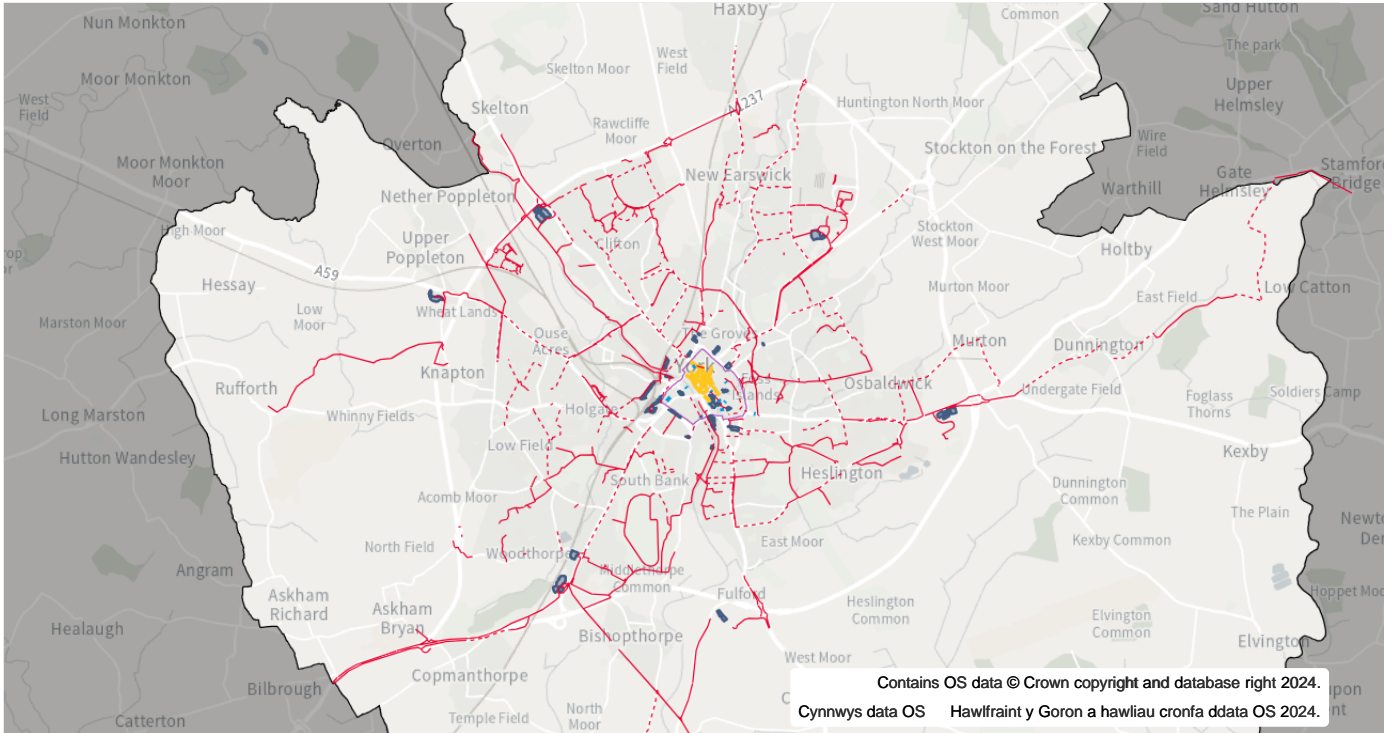 Haxby
Common
Sand Hutton
Nun Monkton
The park
West
Field
Skelton Moor
Moor Monkton
Upper
Helmsley
West
Field
Skelton
A1237
Huntington North Moor
Rawcliffe
Moor
Overton
Wire
Field
Stockton on the Forest
Moor Monkton
Moor
New Earswick
Gate
Helmsley
Stamford
Bridge
Warthill
Nether Poppleton
High Moor
Stockton
West Moor
Upper
Poppleton
Clifton
Holtby
A59
Hessay
Murton Moor
Low Catton
East Field
Low
Moor
Wheat Lands
Marston Moor
Ouse
Acres
The Groves
Murton
Dunnington
York
Knapton
Foss
Islands
Osbaldwick
Rufforth
Undergate Field
Soldiers Camp
Foglass
Thorns
Long Marston
Whinny Fields
Holgate
Low Field
Hutton Wandesley
Kexby
Heslington
South Bank
Dunnington
Common
Acomb Moor
The Plain
North Field
East Moor
Kexby Common
Woodthorpe
Angram
Middlethorpe
Common
Hoppet Moor
Askham
Richard
Fulford
Askham
Bryan
Heslington
Common
Elvington
Common
Healaugh
Bishopthorpe
Elvington
West Moor
Copmanthorpe
Bilbrough
Temple Field
North
Moor
Catterton
Contains OS data © Crown copyright and database right 2024.
Cynnwys data OS Hawlfraint y Goron a hawliau cronfa ddata OS 2024.